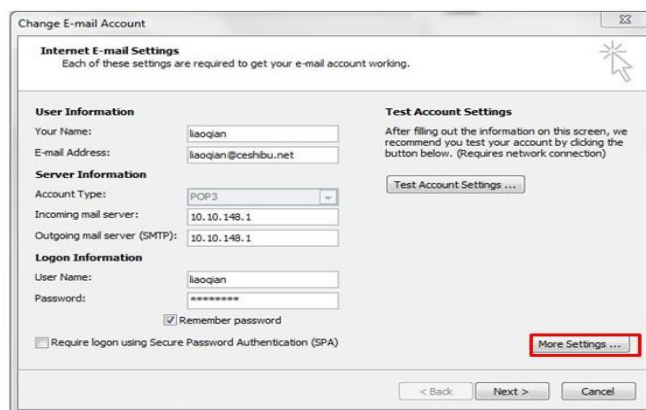 Change E-mail Account
Internet E-mail Settings
Each of these settings are required to get your e-mail account working.
User Information
Your Name:
liaoqian
E-mail Address:
liaoqian@ceshibu.net
Server Information
Account Type:
POP3
Incoming mail server:
10.10.148.1
Outgoing mail server (SMTP):
10.10.148.1
Logon Information
User Name:
liaoqian
Password:
********
Remember password
Require logon using Secure Password Authentication (SPA)
Test Account Settings
After filling out the information on this screen, we
recommend you test your account by clicking the
button below. (Requires network connection)
Test Account Settings ...
More Settings ...
< Back
Next >
Cancel